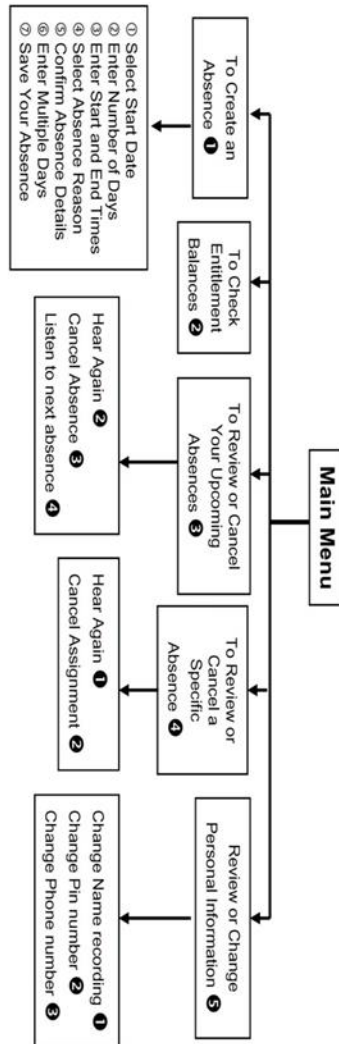 Main Menu
To Create an
Absence ❶
① Select Start Date
② Enter Number of Days
③ Enter Start and End Times
④ Select Absence Reason
⑤ Confirm Absence Details
⑥ Enter Multiple Days
⑦ Save Your Absence
To Check
Entitlement
Balances ❷
To Review or Cancel
Your Upcoming
Absences ❸
Hear Again ❷
Cancel Absence ❸
Listen to next absence ❹
To Review or
Cancel a
Specific
Absence ❹
Hear Again ❶
Cancel Assignment ❷
Review or Change
Personal Information ❺
Change Name recording ❶
Change Pin number ❷
Change Phone number ❸